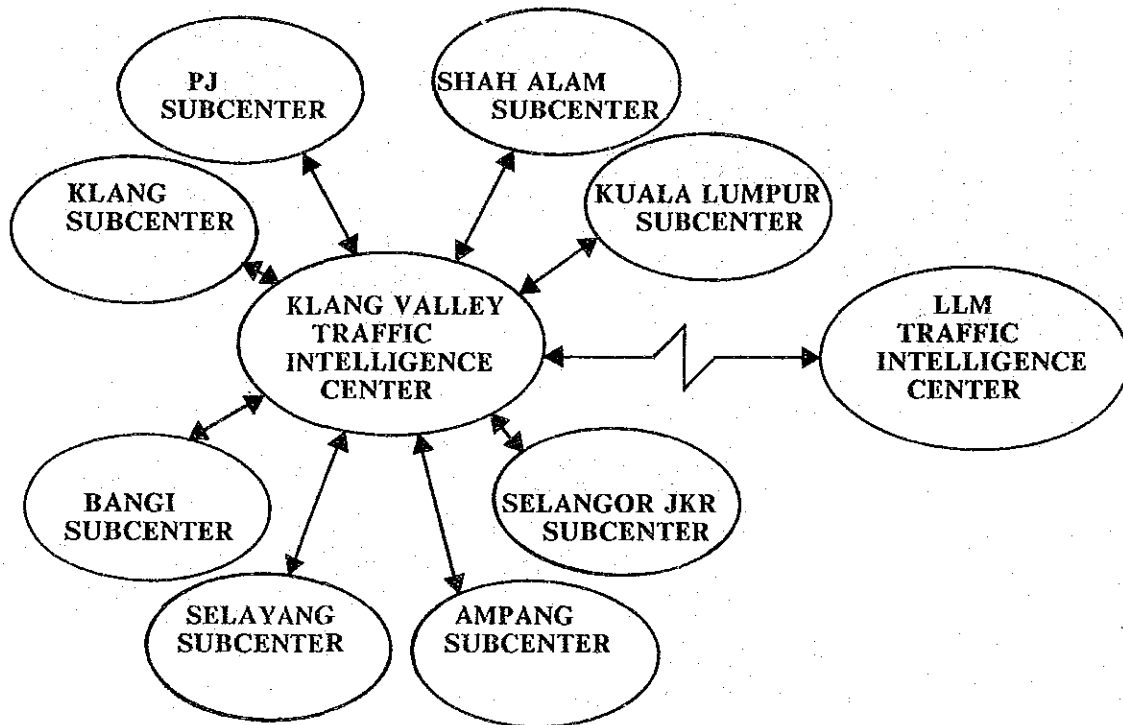 PJ
SUBCENTER
SHAH ALAM
SUBCENTER
KLANG
SUBCENTER
KUALA LUMPUR
SUBCENTER
KLANG VALLEY
TRAFFIC
INTELLIGENCE
CENTER
LLM
TRAFFIC
INTELLIGENCE
CENTER
BANGI
SUBCENTER
SELANGOR JKR
SUBCENTER
SELAYANG
SUBCENTER
AMPANG
SUBCENTER